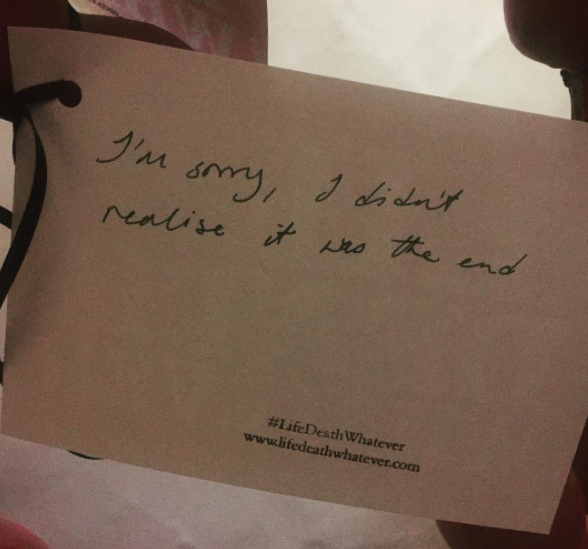 I'm sorry, I didn't
realise it was the end
#LifeDeathWhatever
www.lifedeathwhatever.com